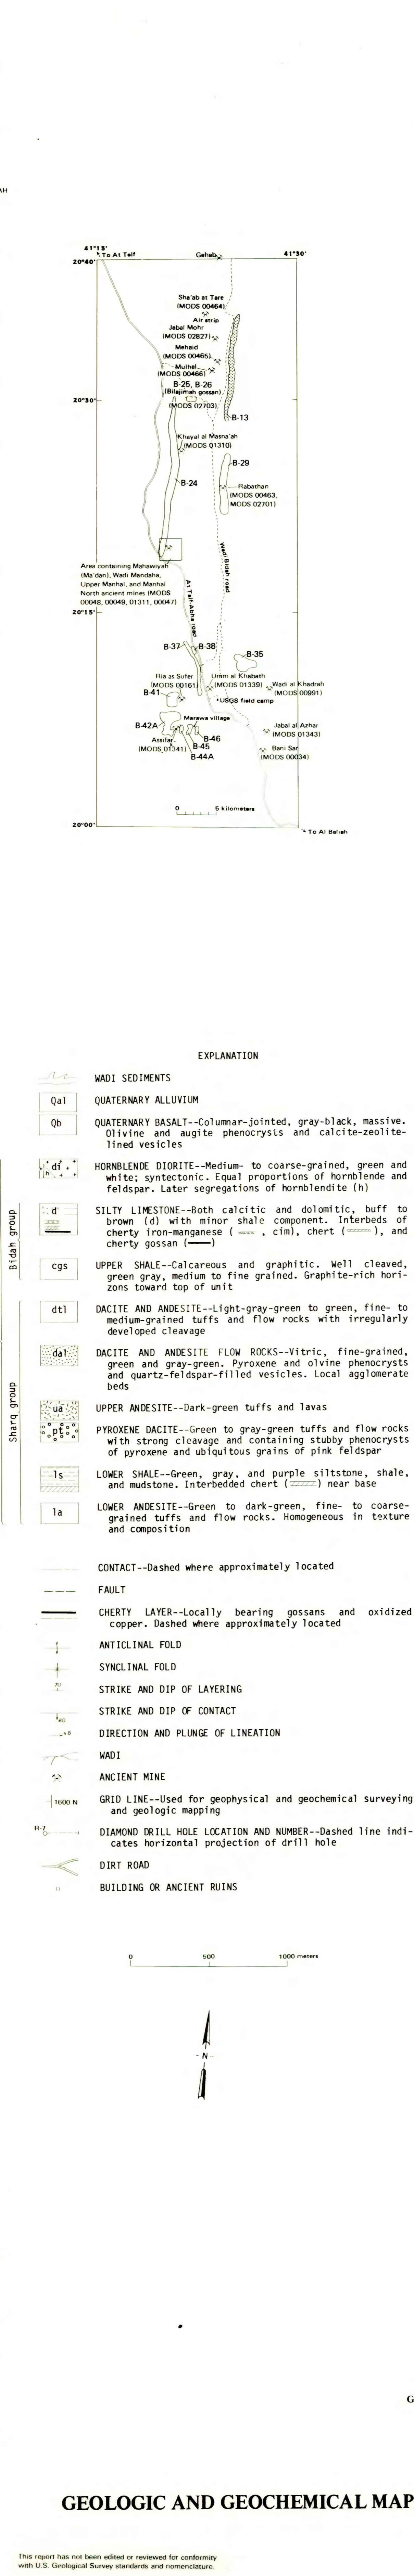 AH
41°15'
To At Taif
Gehab
41°30'
20°40'
Sha'ab at Tare
(MODS 00464)
Air strip
Jabal Mohr
(MODS 02827)
Mehaid
(MODS 00465)
Mulhal
(MODS 00466)
B-25, B-26
(Bilajimah gossan)
(MODS 02703)
20°30'
B-13
Khayal al Masna'ah
(MODS 01310)
B-29
B-24
Rabathan
(MODS 00463,
MODS 02701)
Wadi Bidah road
Area containing Mahawiyah
(Ma'dan), Wadi Mandaha,
Upper Manhal, and Manhal
North ancient mines (MODS
00048, 00049, 01311, 00047)
At Taif-Abha road
20°15'
B-37
B-38
B-35
Ria as Sufer
(MODS 00161)
Umm al Khabath
(MODS 01339)
Wadi al Khadrah
(MODS 00991)
B-41
USGS field camp
Marawa village
B-42A
Jabal al Azhar
(MODS 01343)
Assifar
(MODS 01341)
B-46
B-45
B-44A
Bani Sar
(MODS 00034)
0 5 kilometers
20°00'
To Al Bahah
EXPLANATION
WADI SEDIMENTS
Qal QUATERNARY ALLUVIUM
Qb QUATERNARY BASALT--Columnar-jointed, gray-black, massive.
Olivine and augite phenocrysts and calcite-zeolite-
lined vesicles
di h HORNBLENDE DIORITE--Medium- to coarse-grained, green and
white; syntectonic. Equal proportions of hornblende and
feldspar. Later segregations of hornblendite (h)
Bidah group
d SILTY LIMESTONE--Both calcitic and dolomitic, buff to
brown (d) with minor shale component. Interbeds of
cherty iron-manganese ( , cim), chert ( ), and
cherty gossan ( )
cgs UPPER SHALE--Calcareous and graphitic. Well cleaved,
green gray, medium to fine grained. Graphite-rich hori-
zons toward top of unit
Sharq group
dtl DACITE AND ANDESITE--Light-gray-green to green, fine- to
medium-grained tuffs and flow rocks with irregularly
developed cleavage
dal DACITE AND ANDESITE FLOW ROCKS--Vitric, fine-grained,
green and gray-green. Pyroxene and olvine phenocrysts
and quartz-feldspar-filled vesicles. Local agglomerate
beds
ua UPPER ANDESITE--Dark-green tuffs and lavas
pt PYROXENE DACITE--Green to gray-green tuffs and flow rocks
with strong cleavage and containing stubby phenocrysts
of pyroxene and ubiquitous grains of pink feldspar
ls LOWER SHALE--Green, gray, and purple siltstone, shale,
and mudstone. Interbedded chert ( ) near base
la LOWER ANDESITE--Green to dark-green, fine- to coarse-
grained tuffs and flow rocks. Homogeneous in texture
and composition
CONTACT--Dashed where approximately located
FAULT
CHERTY LAYER--Locally bearing gossans and oxidized
copper. Dashed where approximately located
ANTICLINAL FOLD
SYNCLINAL FOLD
STRIKE AND DIP OF LAYERING
STRIKE AND DIP OF CONTACT
DIRECTION AND PLUNGE OF LINEATION
WADI
ANCIENT MINE
1600 N GRID LINE--Used for geophysical and geochemical surveying
and geologic mapping
R-7 DIAMOND DRILL HOLE LOCATION AND NUMBER--Dashed line indi-
cates horizontal projection of drill hole
DIRT ROAD
BUILDING OR ANCIENT RUINS
0 500 1000 meters
N
G
GEOLOGIC AND GEOCHEMICAL MAP
This report has not been edited or reviewed for conformity
with U.S. Geological Survey standards and nomenclature.